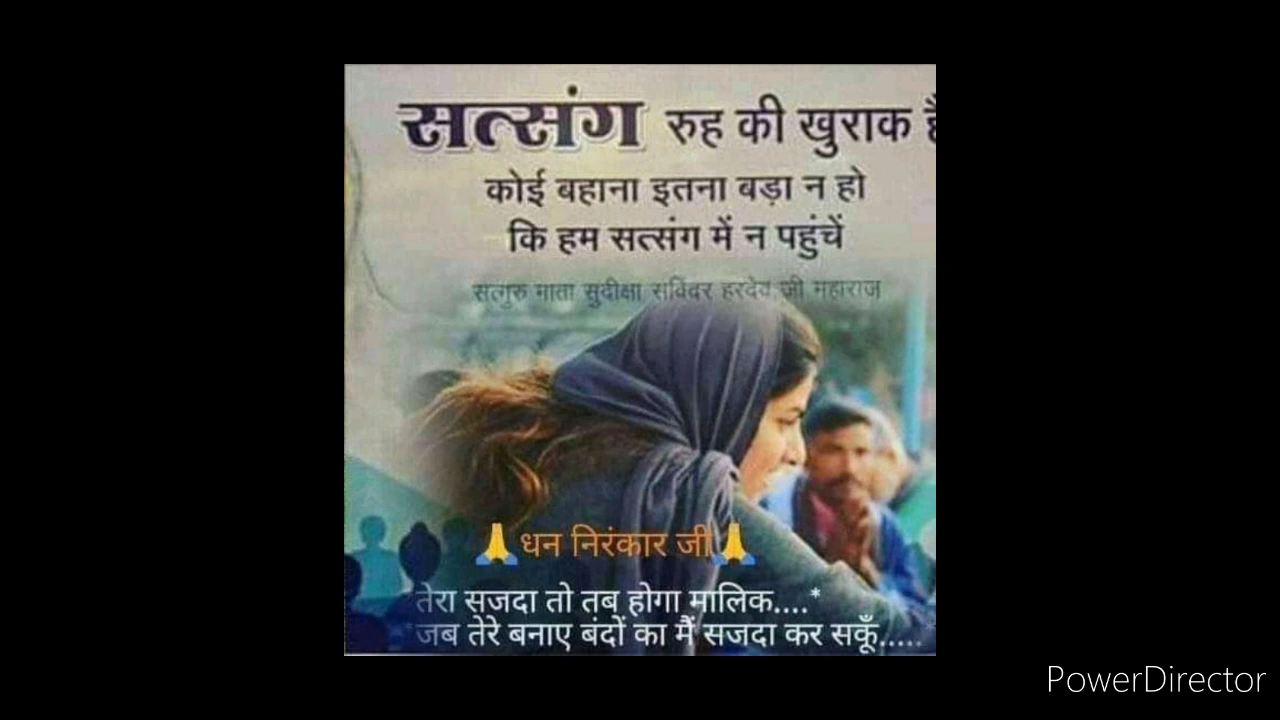 सत्संग रुह की खुराक है
कोई बहाना इतना बड़ा न हो
कि हम सत्संग में न पहुंचें
सत्गुरु माता सुदीक्षा सविंदर हरदेव जी महाराज
🙏धन निरंकार जी🙏
तेरा सजदा तो तब होगा मालिक....*
*जब तेरे बनाए बंदों का मैं सजदा कर सकूँ.....*
PowerDirector